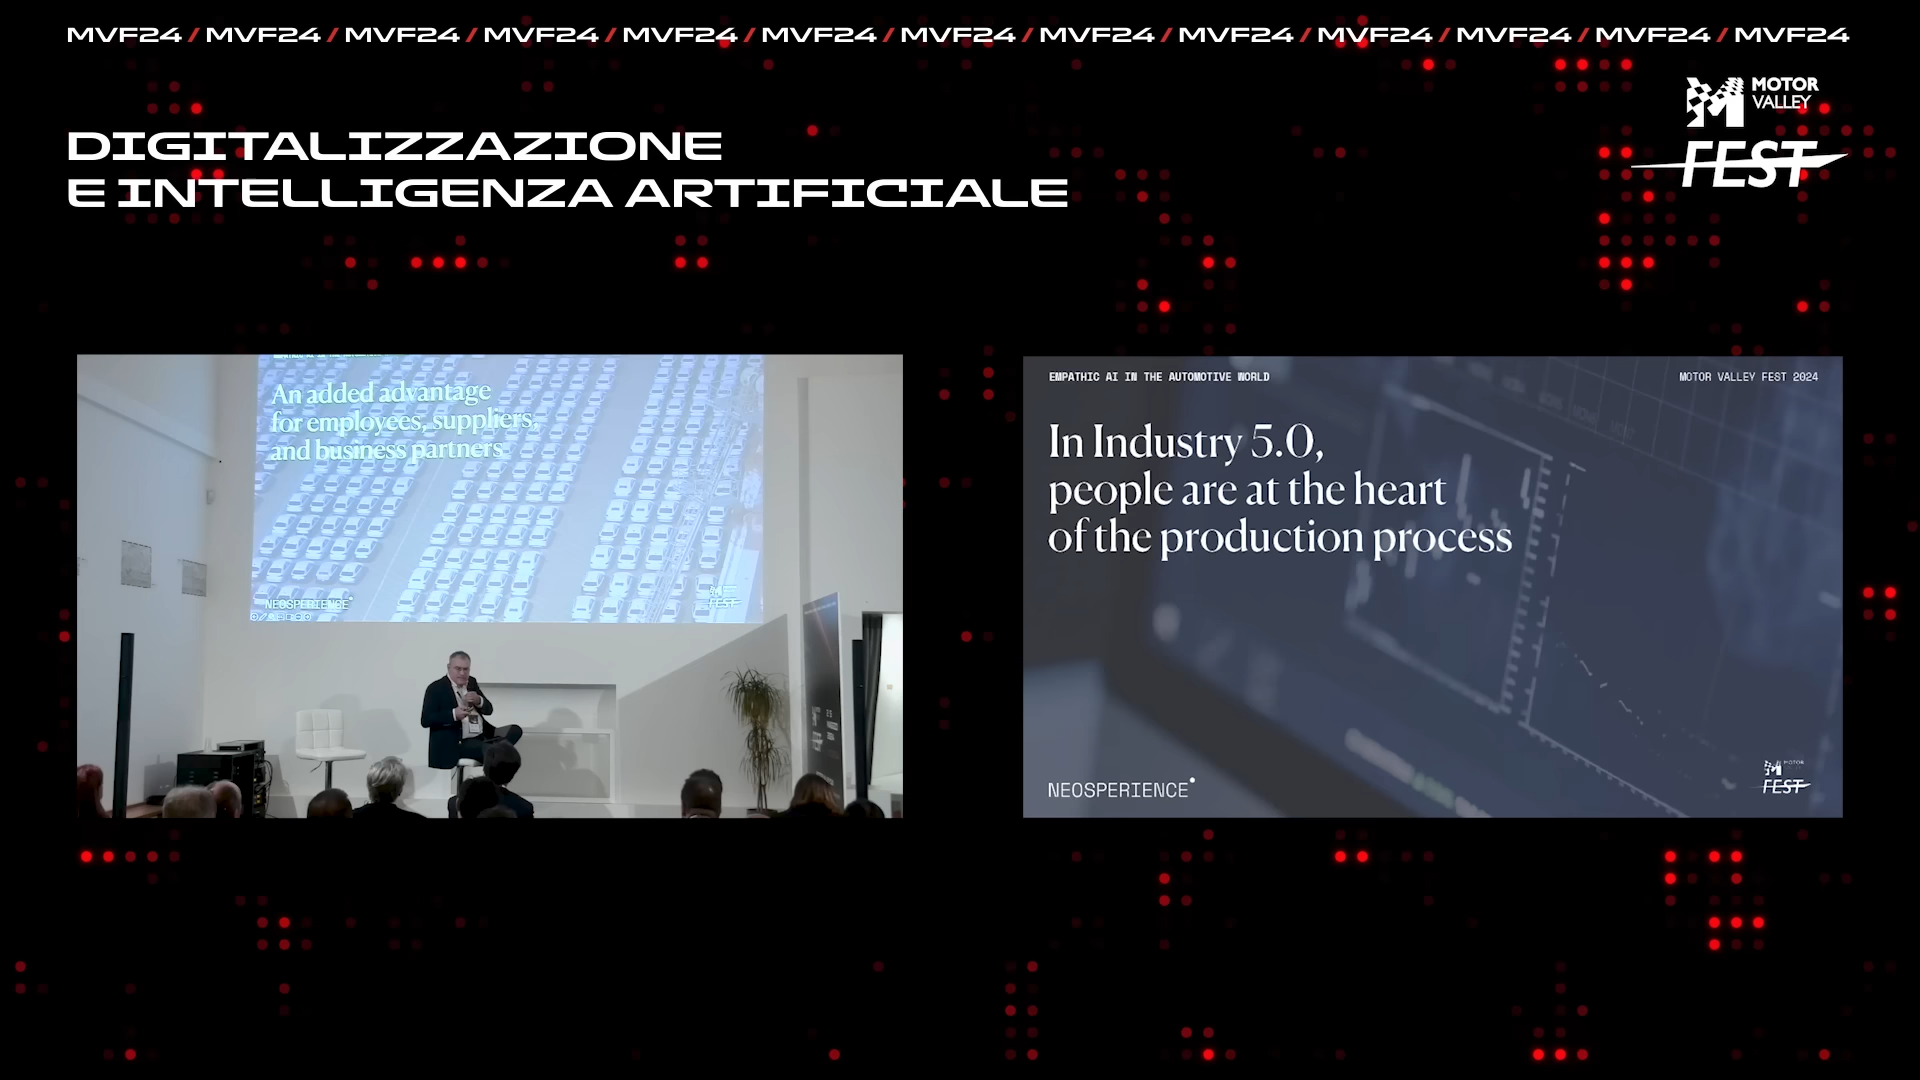 MVF24 / MVF24 / MVF24 / MVF24 / MVF24 / MVF24 / MVF24 / MVF24 / MVF24 / MVF24 / MVF24 / MVF24 / MVF24
MOTOR
VALLEY
FEST
DIGITALIZZAZIONE
E INTELLIGENZA ARTIFICIALE
An added advantage
for employees, suppliers,
and business partners
NEOSPERIENCE
FEST
EMPATHIC AI IN THE AUTOMOTIVE WORLD
MOTOR VALLEY FEST 2024
In Industry 5.0,
people are at the heart
of the production process
NEOSPERIENCE
MOTOR
FEST